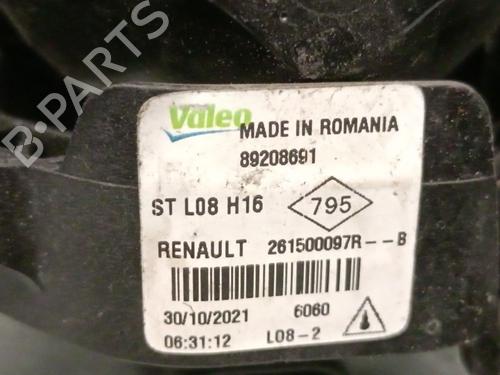 B-Parts
Valeo
MADE IN ROMANIA
89208691
ST L08 H16
795
RENAULT 261500097R--B
30/10/2021 6060
06:31:12 L08-2